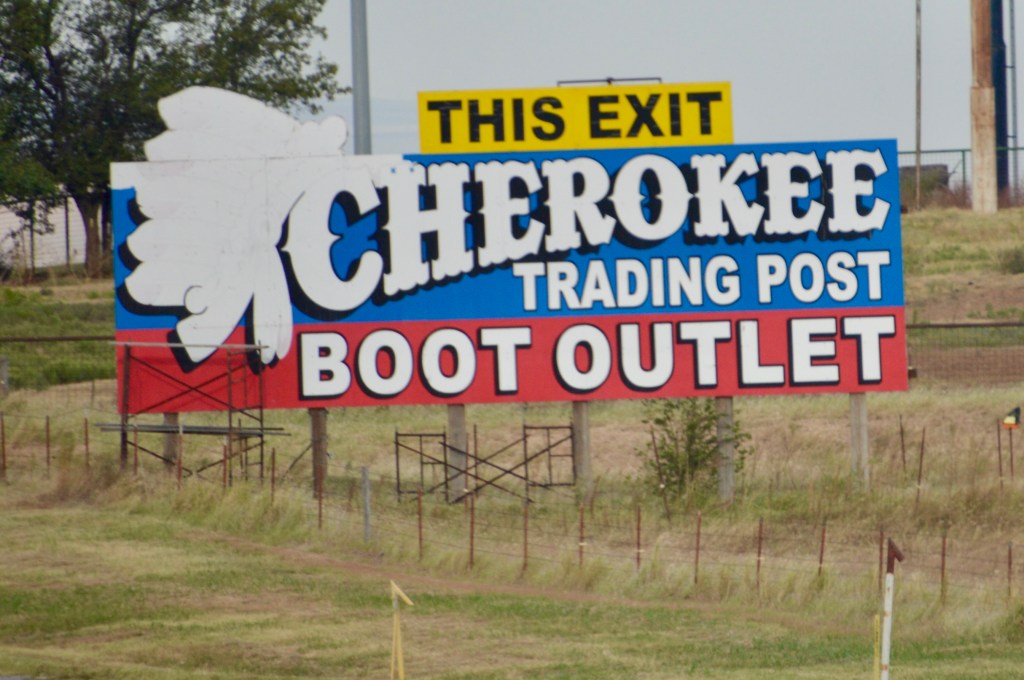 THIS EXIT
CHEROKEE
TRADING POST
BOOT OUTLET